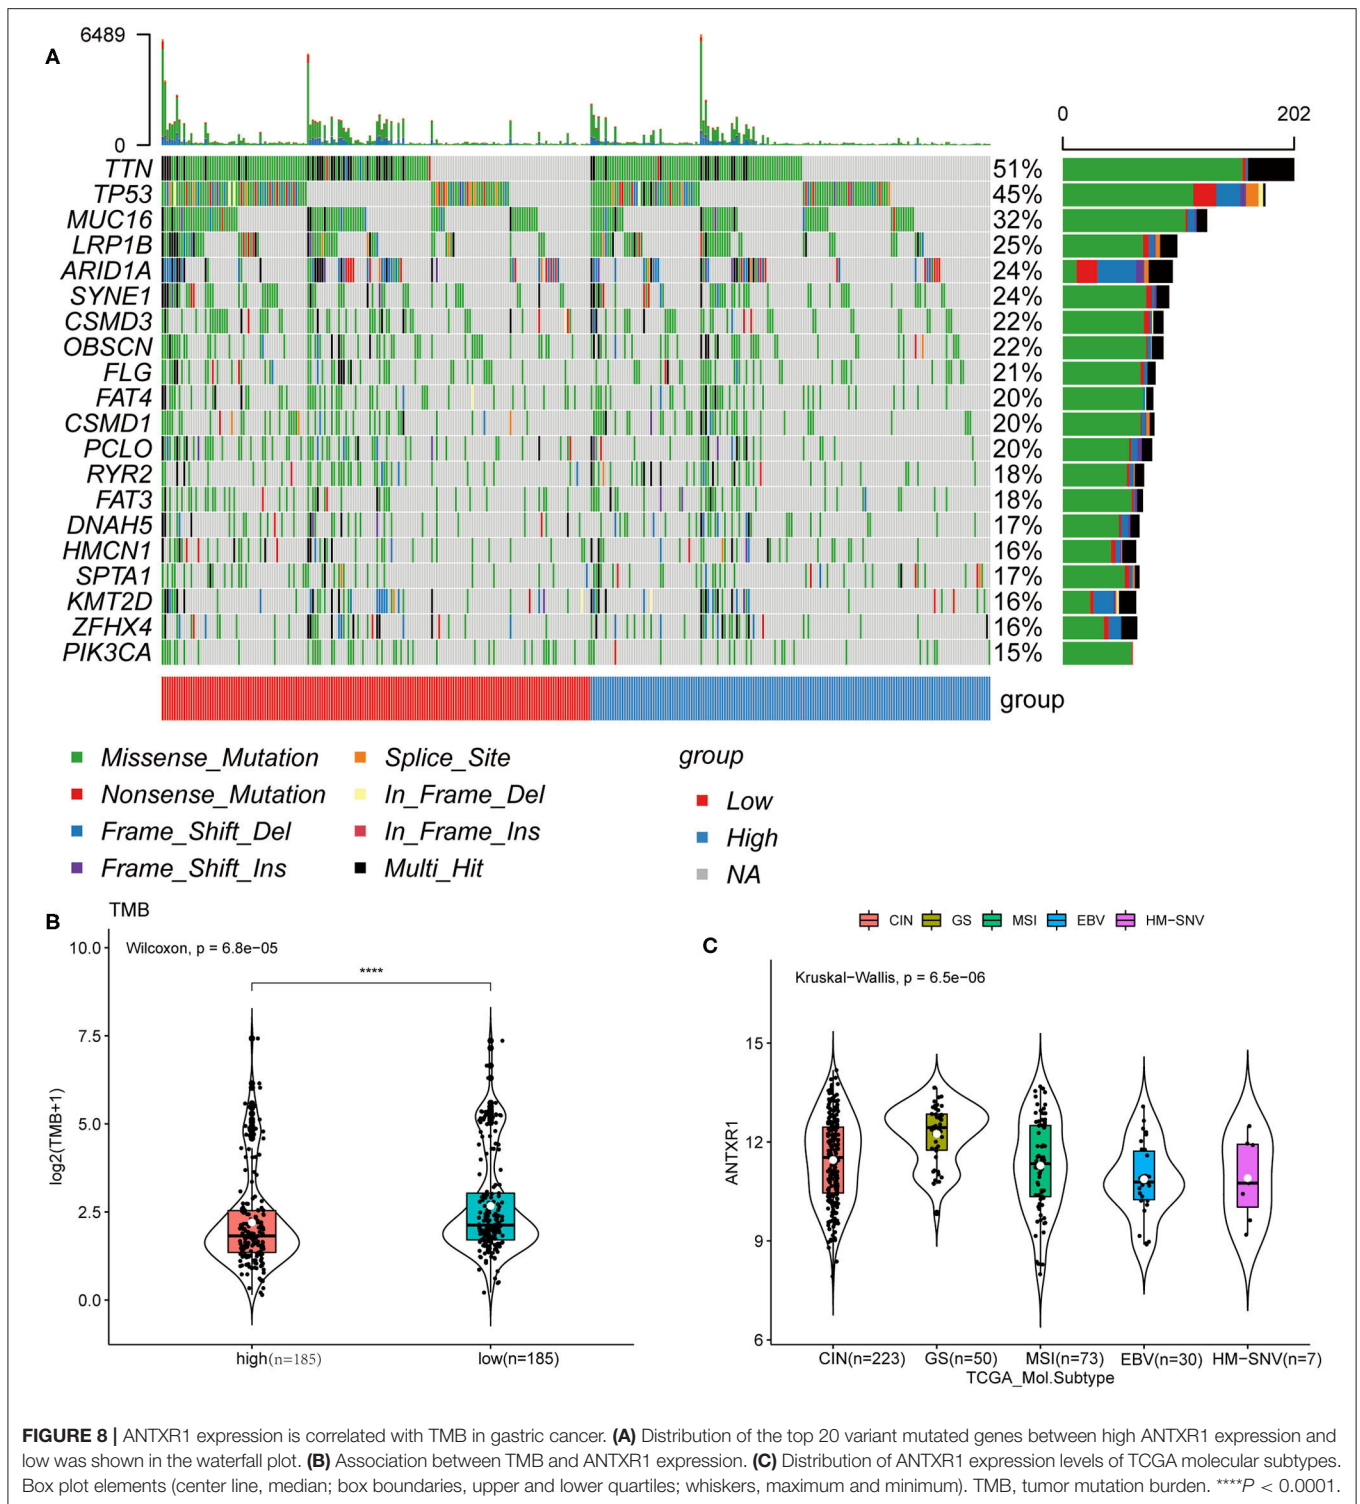 A
6489
0
0 202
TTN 51%
TP53 45%
MUC16 32%
LRP1B 25%
ARID1A 24%
SYNE1 24%
CSMD3 22%
OBSCN 22%
FLG 21%
FAT4 20%
CSMD1 20%
PCLO 20%
RYR2 18%
FAT3 18%
DNAH5 17%
HMCN1 16%
SPTA1 17%
KMT2D 16%
ZFHX4 16%
PIK3CA 15%
group
Missense_Mutation
Nonsense_Mutation
Frame_Shift_Del
Frame_Shift_Ins
Splice_Site
In_Frame_Del
In_Frame_Ins
Multi_Hit
group
Low
High
NA
B
TMB
Wilcoxon, p = 6.8e−05
****
log2(TMB+1)
10.0
7.5
5.0
2.5
0.0
high(n=185) low(n=185)
C
CIN GS MSI EBV HM−SNV
Kruskal−Wallis, p = 6.5e−06
ANTXR1
15
12
9
6
CIN(n=223) GS(n=50) MSI(n=73) EBV(n=30) HM−SNV(n=7)
TCGA_Mol.Subtype
FIGURE 8 | ANTXR1 expression is correlated with TMB in gastric cancer. (A) Distribution of the top 20 variant mutated genes between high ANTXR1 expression and
low was shown in the waterfall plot. (B) Association between TMB and ANTXR1 expression. (C) Distribution of ANTXR1 expression levels of TCGA molecular subtypes.
Box plot elements (center line, median; box boundaries, upper and lower quartiles; whiskers, maximum and minimum). TMB, tumor mutation burden. ****P < 0.0001.